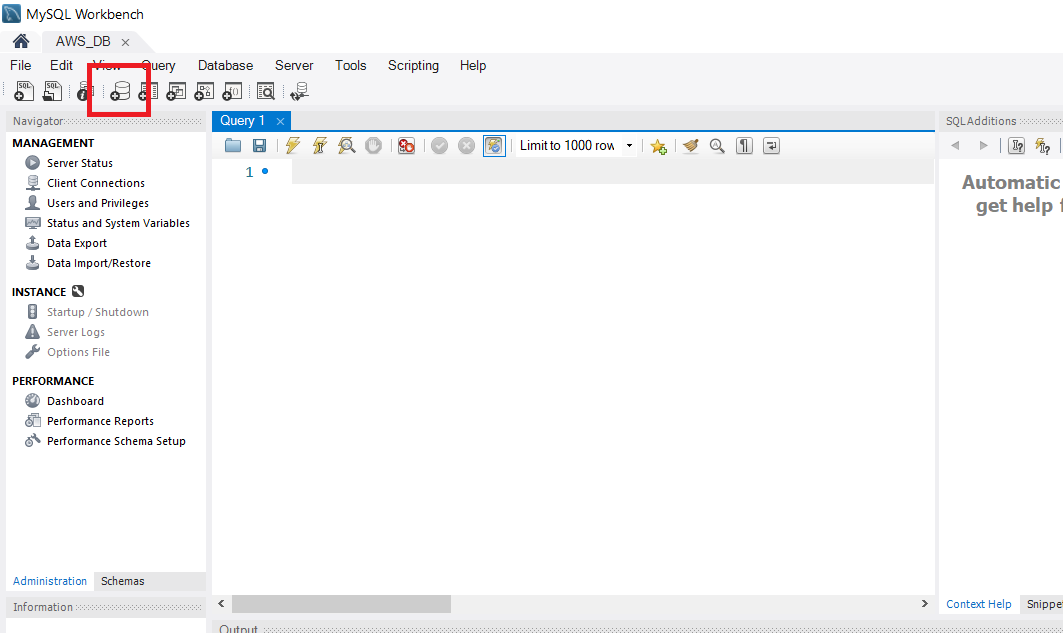 MySQL Workbench
AWS_DB
File Edit View Query Database Server Tools Scripting Help
SQL SQL
Navigator
MANAGEMENT
Server Status
Client Connections
Users and Privileges
Status and System Variables
Data Export
Data Import/Restore
INSTANCE
Startup / Shutdown
Server Logs
Options File
PERFORMANCE
Dashboard
Performance Reports
Performance Schema Setup
Administration Schemas
Information
Query 1
Limit to 1000 row
1
Output
SQLAdditions
Automatic
get help f
Context Help Snippe